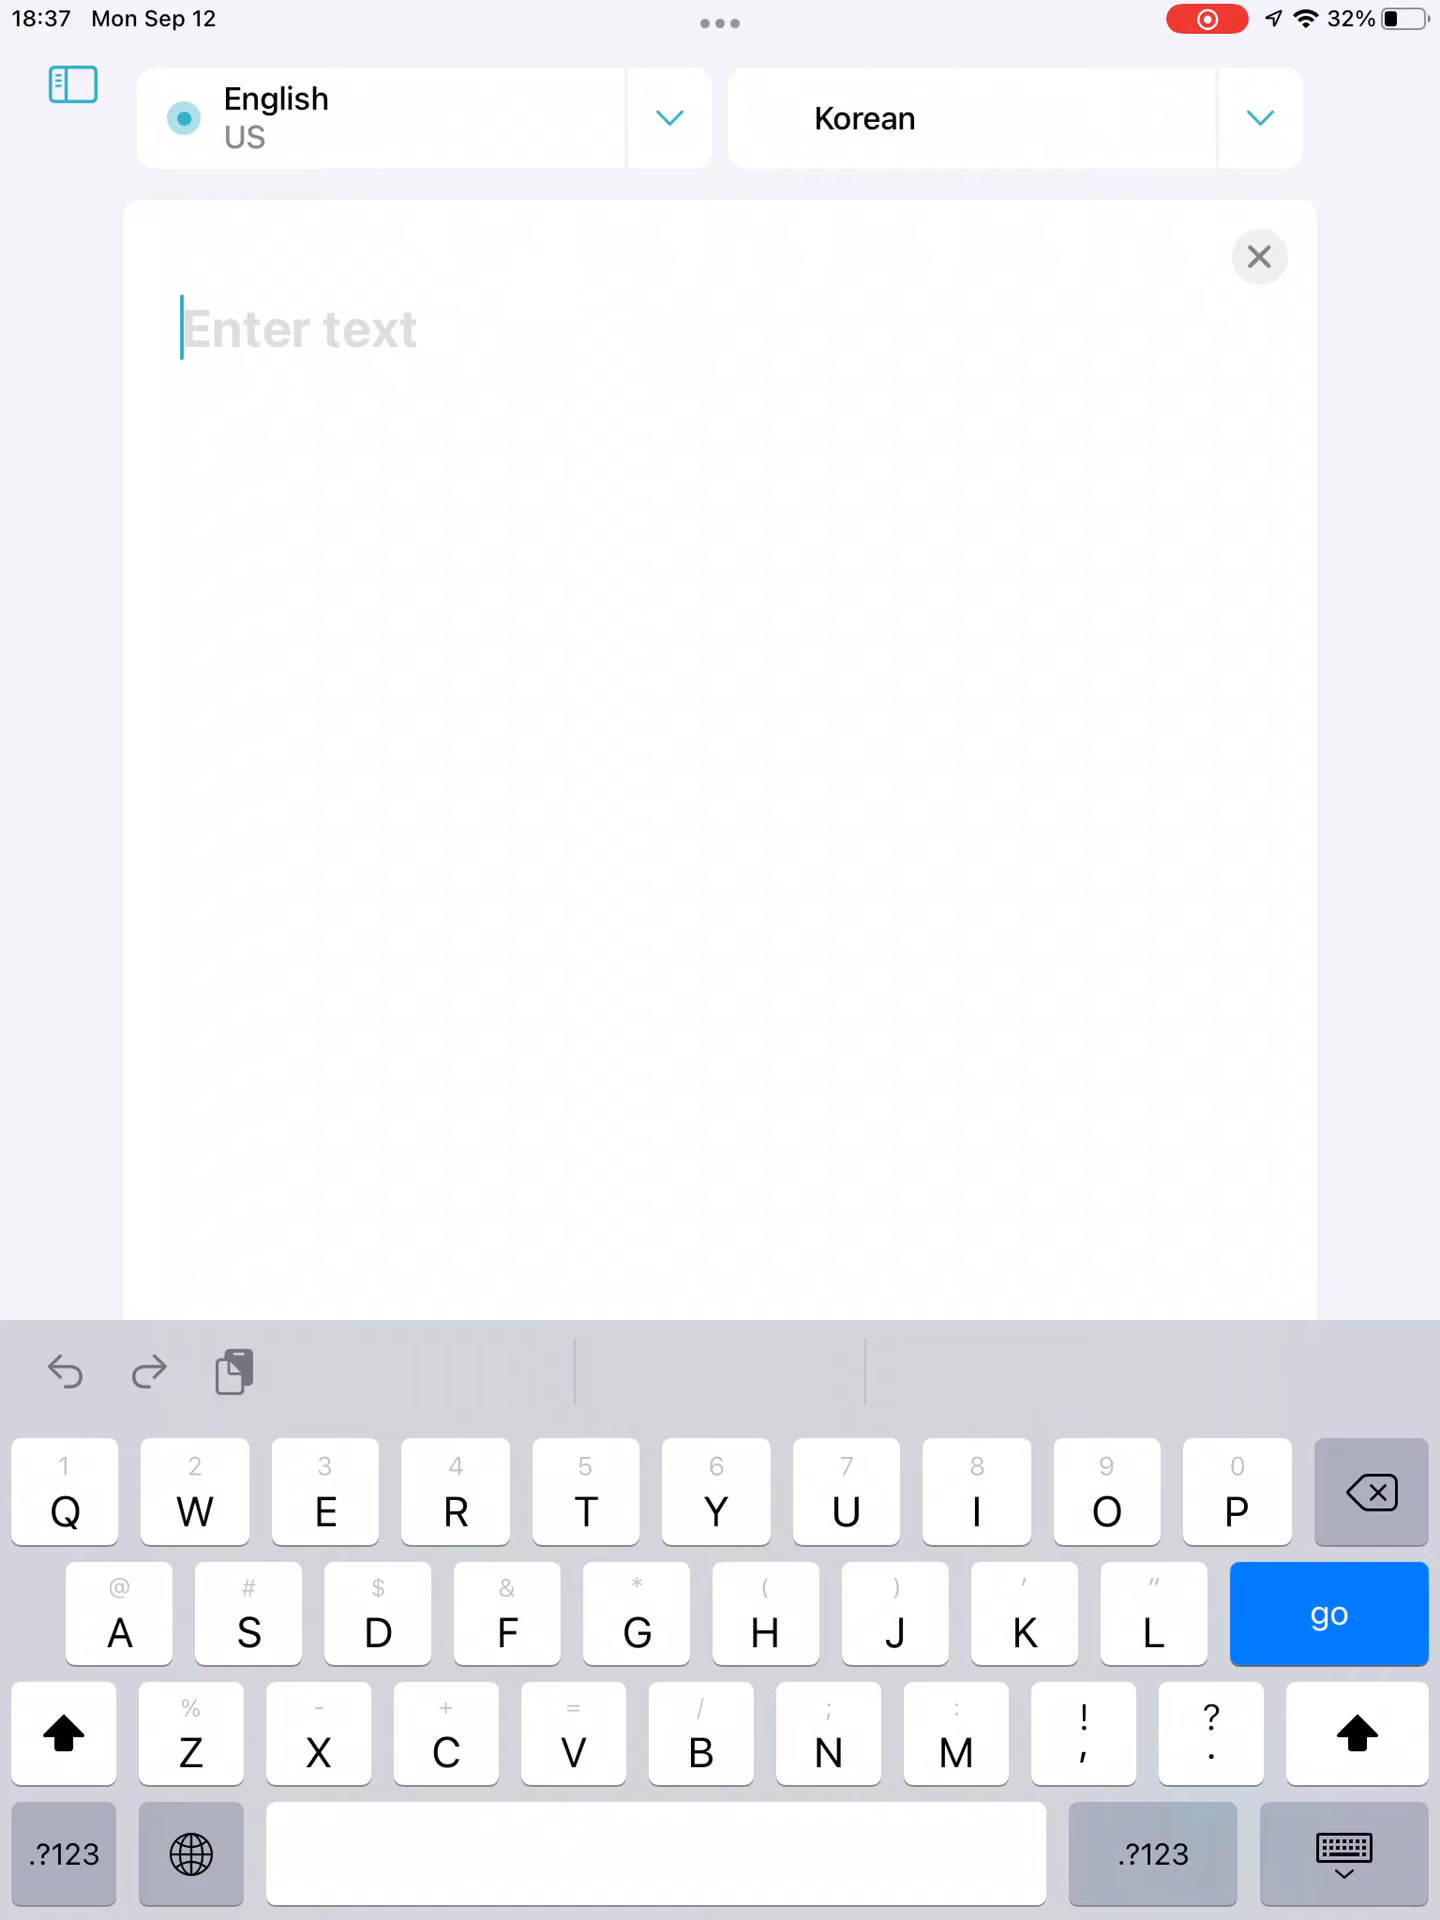 18:37 Mon Sep 12 32%
English
US
Korean
Enter text
1 2 3 4 5 6 7 8 9 0
Q W E R T Y U I O P
@ # $ & * ( ) ' "
A S D F G H J K L go
% - + = / ; : ! ?
Z X C V B N M , .
.?123 .?123